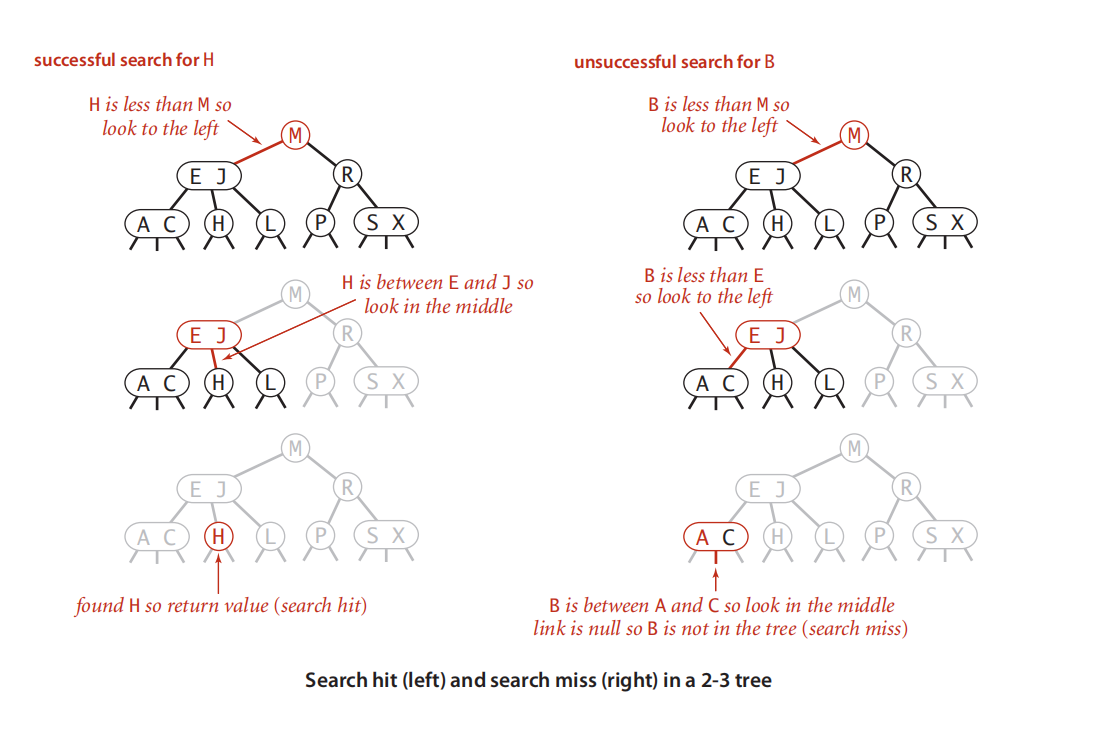 successful search for H
H is less than M so
look to the left
M
E J
R
A C
H
L
P
S X
H is between E and J so
look in the middle
M
E J
R
A C
H
L
P
S X
M
E J
R
A C
H
L
P
S X
found H so return value (search hit)
unsuccessful search for B
B is less than M so
look to the left
M
E J
R
A C
H
L
P
S X
B is less than E
so look to the left
M
E J
R
A C
H
L
P
S X
M
E J
R
A C
H
L
P
S X
B is between A and C so look in the middle
link is null so B is not in the tree (search miss)
Search hit (left) and search miss (right) in a 2-3 tree